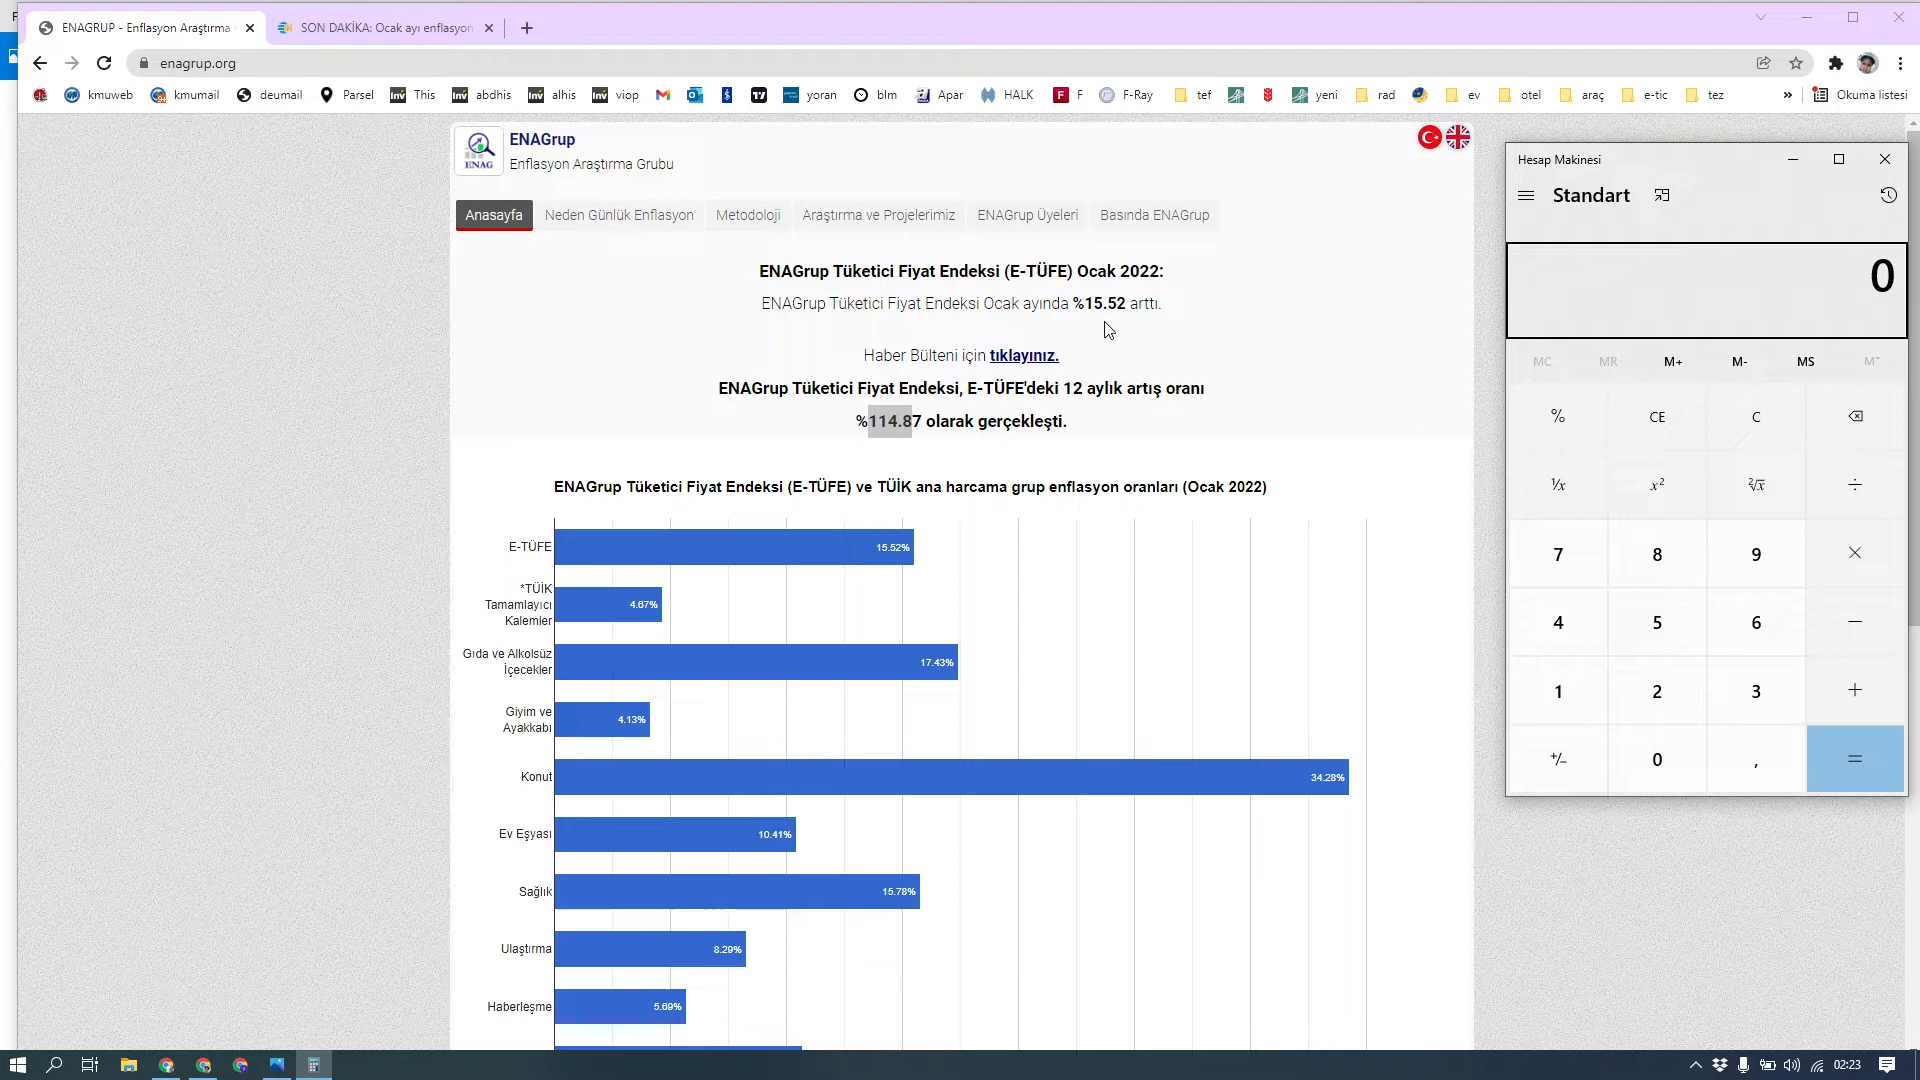 ENAGRUP - Enflasyon Araştırma
SON DAKİKA: Ocak ayı enflasyon
enagrup.org
kmuweb
kmumail
deumail
Parsel
This
abdhis
alhis
viop
yoran
blm
Apar
HALK
F
F-Ray
tef
yeni
rad
ev
otel
araç
e-tic
tez
»
Okuma listesi
ENAG
ENAGrup
Enflasyon Araştırma Grubu
Anasayfa
Neden Günlük Enflasyon
Metodoloji
Araştırma ve Projelerimiz
ENAGrup Üyeleri
Basında ENAGrup
ENAGrup Tüketici Fiyat Endeksi (E-TÜFE) Ocak 2022:
ENAGrup Tüketici Fiyat Endeksi Ocak ayında %15.52 arttı.
Haber Bülteni için tıklayınız.
ENAGrup Tüketici Fiyat Endeksi, E-TÜFE'deki 12 aylık artış oranı
%114.87 olarak gerçekleşti.
ENAGrup Tüketici Fiyat Endeksi (E-TÜFE) ve TÜİK ana harcama grup enflasyon oranları (Ocak 2022)
E-TÜFE
15.52%
*TÜİK
Tamamlayıcı
Kalemler
4.67%
Gıda ve Alkolsüz
İçecekler
17.43%
Giyim ve
Ayakkabı
4.13%
Konut
34.28%
Ev Eşyası
10.41%
Sağlık
15.78%
Ulaştırma
8.29%
Haberleşme
5.69%
Hesap Makinesi
Standart
0
MC MR M+ M- MS M˅
% CE C
¹/x x² ²√x ÷
7 8 9 ×
4 5 6 −
1 2 3 +
+/− 0 , =
02:23